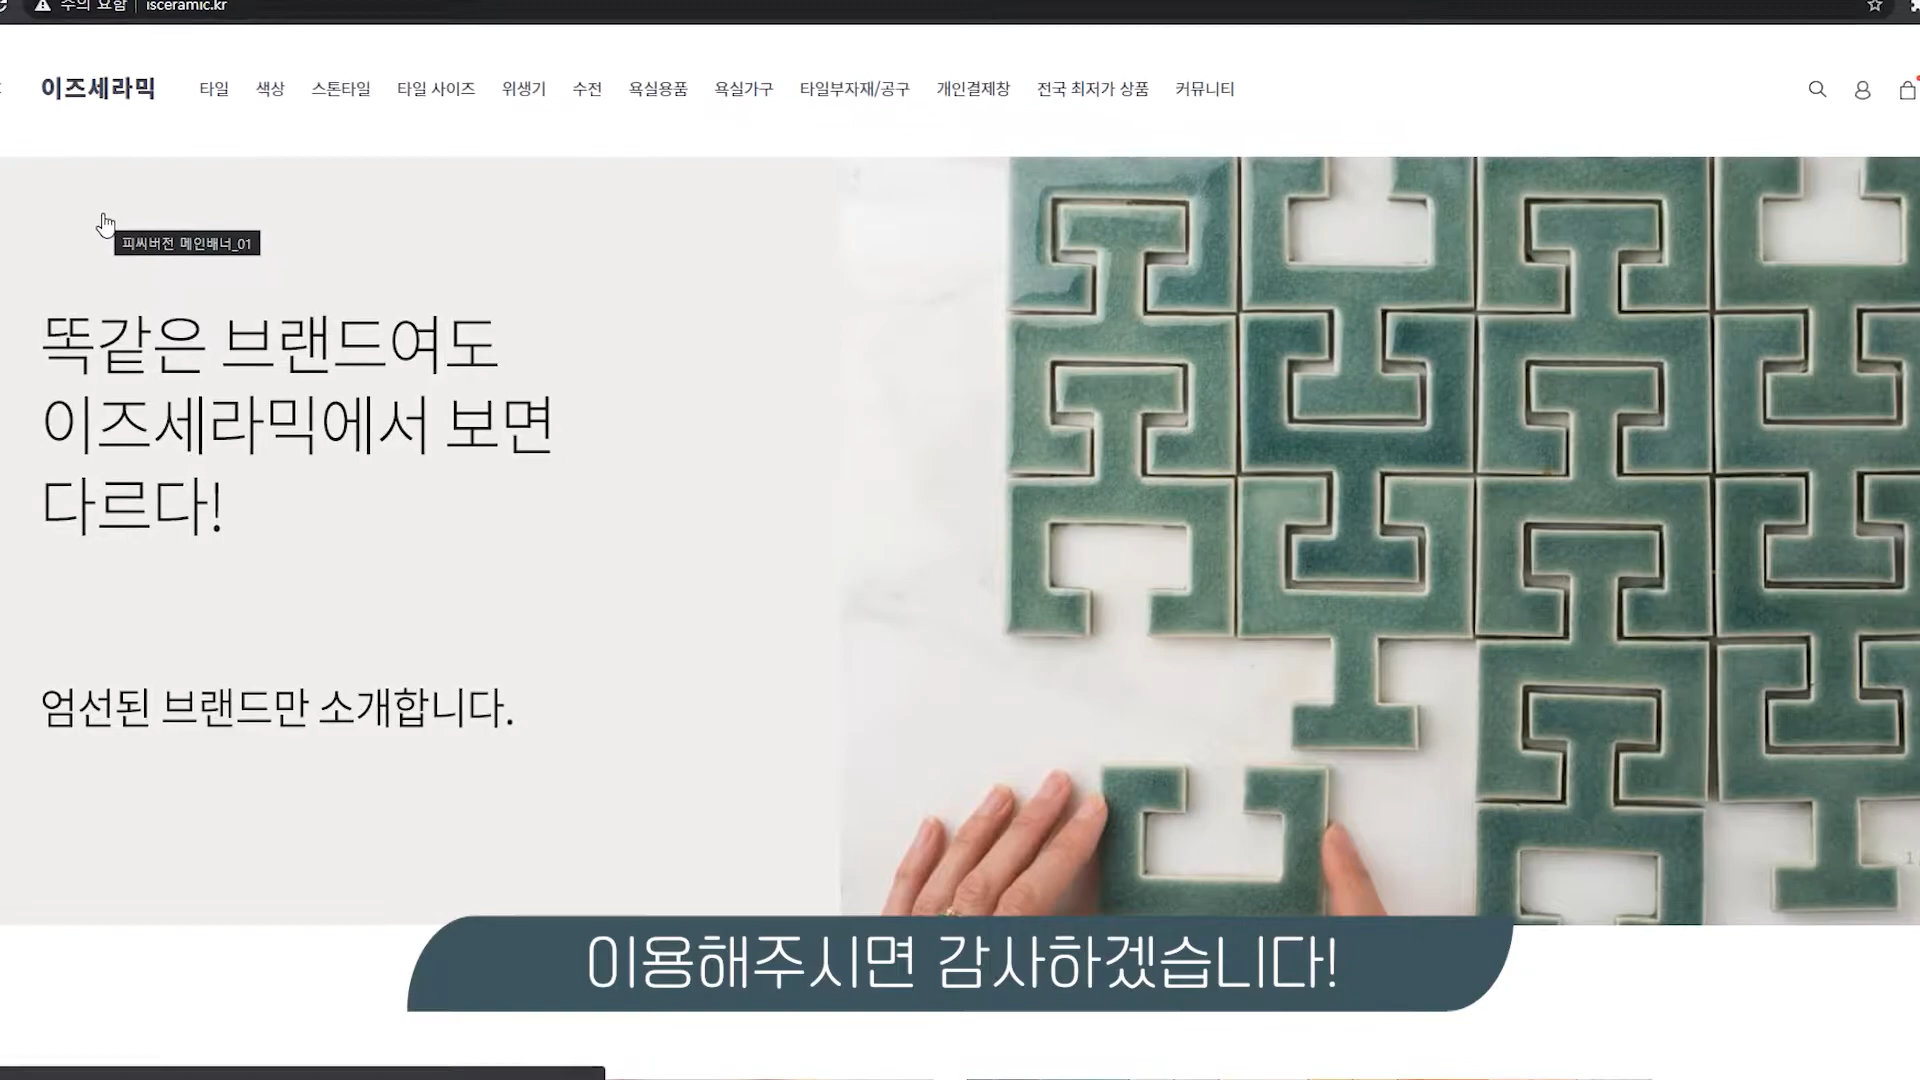 주의 요함 isceramic.kr
이즈세라믹 타일 색상 스톤타일 타일 사이즈 위생기 수전 욕실용품 욕실가구 타일부자재/공구 개인결제창 전국 최저가 상품 커뮤니티
피씨버전 메인배너_01
똑같은 브랜드여도
이즈세라믹에서 보면
다르다!
엄선된 브랜드만 소개합니다.
이용해주시면 감사하겠습니다!